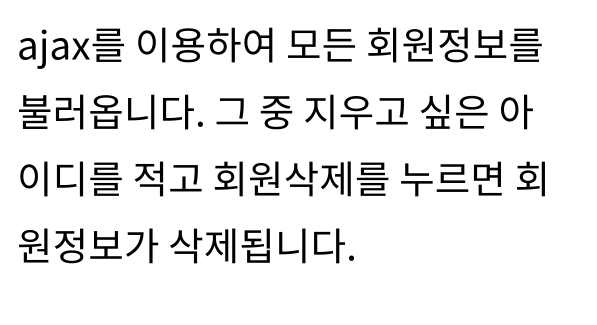 ajax를 이용하여 모든 회원정보를
불러옵니다. 그 중 지우고 싶은 아
이디를 적고 회원삭제를 누르면 회
원정보가 삭제됩니다.